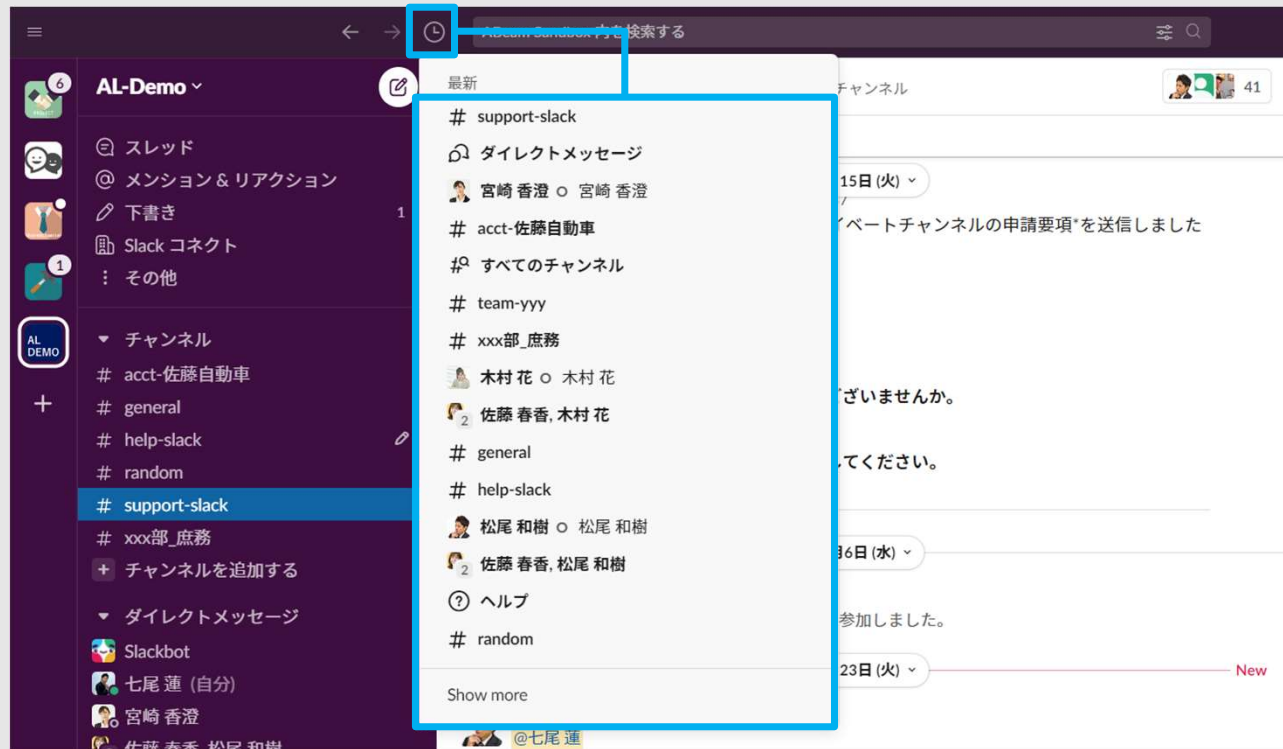 ABeam Sandbox 内を検索する
6
1
AL
DEMO
AL-Demo
スレッド
@ メンション & リアクション
下書き 1
Slack コネクト
その他
チャンネル
# acct-佐藤自動車
# general
# help-slack
# random
# support-slack
# xxx部_庶務
+ チャンネルを追加する
ダイレクトメッセージ
Slackbot
七尾 蓮 (自分)
宮崎 香澄
佐藤 春香, 松尾 和樹
最新
# support-slack
ダイレクトメッセージ
宮崎 香澄 宮崎 香澄
# acct-佐藤自動車
すべてのチャンネル
# team-yyy
# xxx部_庶務
木村 花 木村 花
2 佐藤 春香, 木村 花
# general
# help-slack
松尾 和樹 松尾 和樹
2 佐藤 春香, 松尾 和樹
ヘルプ
# random
Show more
チャンネル
41
15日 (火)
イベートチャンネルの申請要項*を送信しました
ざいませんか。
してください。
月6日 (水)
参加しました。
23日 (火)
New
@七尾 蓮